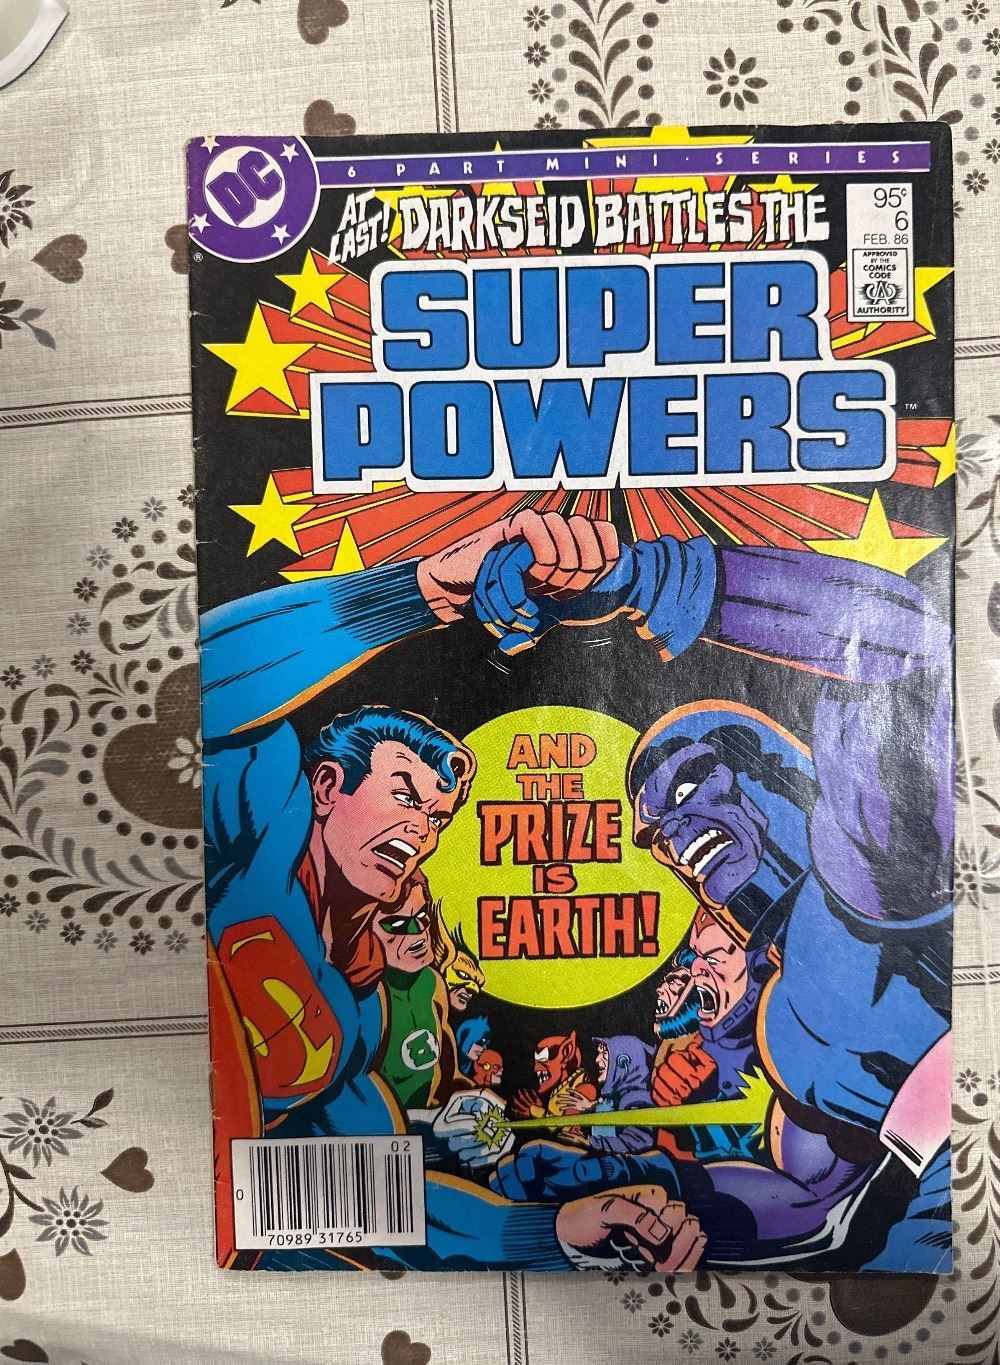 DC
6 PART MINI-SERIES
®
AT LAST! DARKSEID BATTLES THE
95¢
6
FEB. 86
APPROVED
BY THE
COMICS
CODE
CA
AUTHORITY
SUPER
POWERS
™
AND
THE
PRIZE
IS
EARTH!
02
0
70989 31765